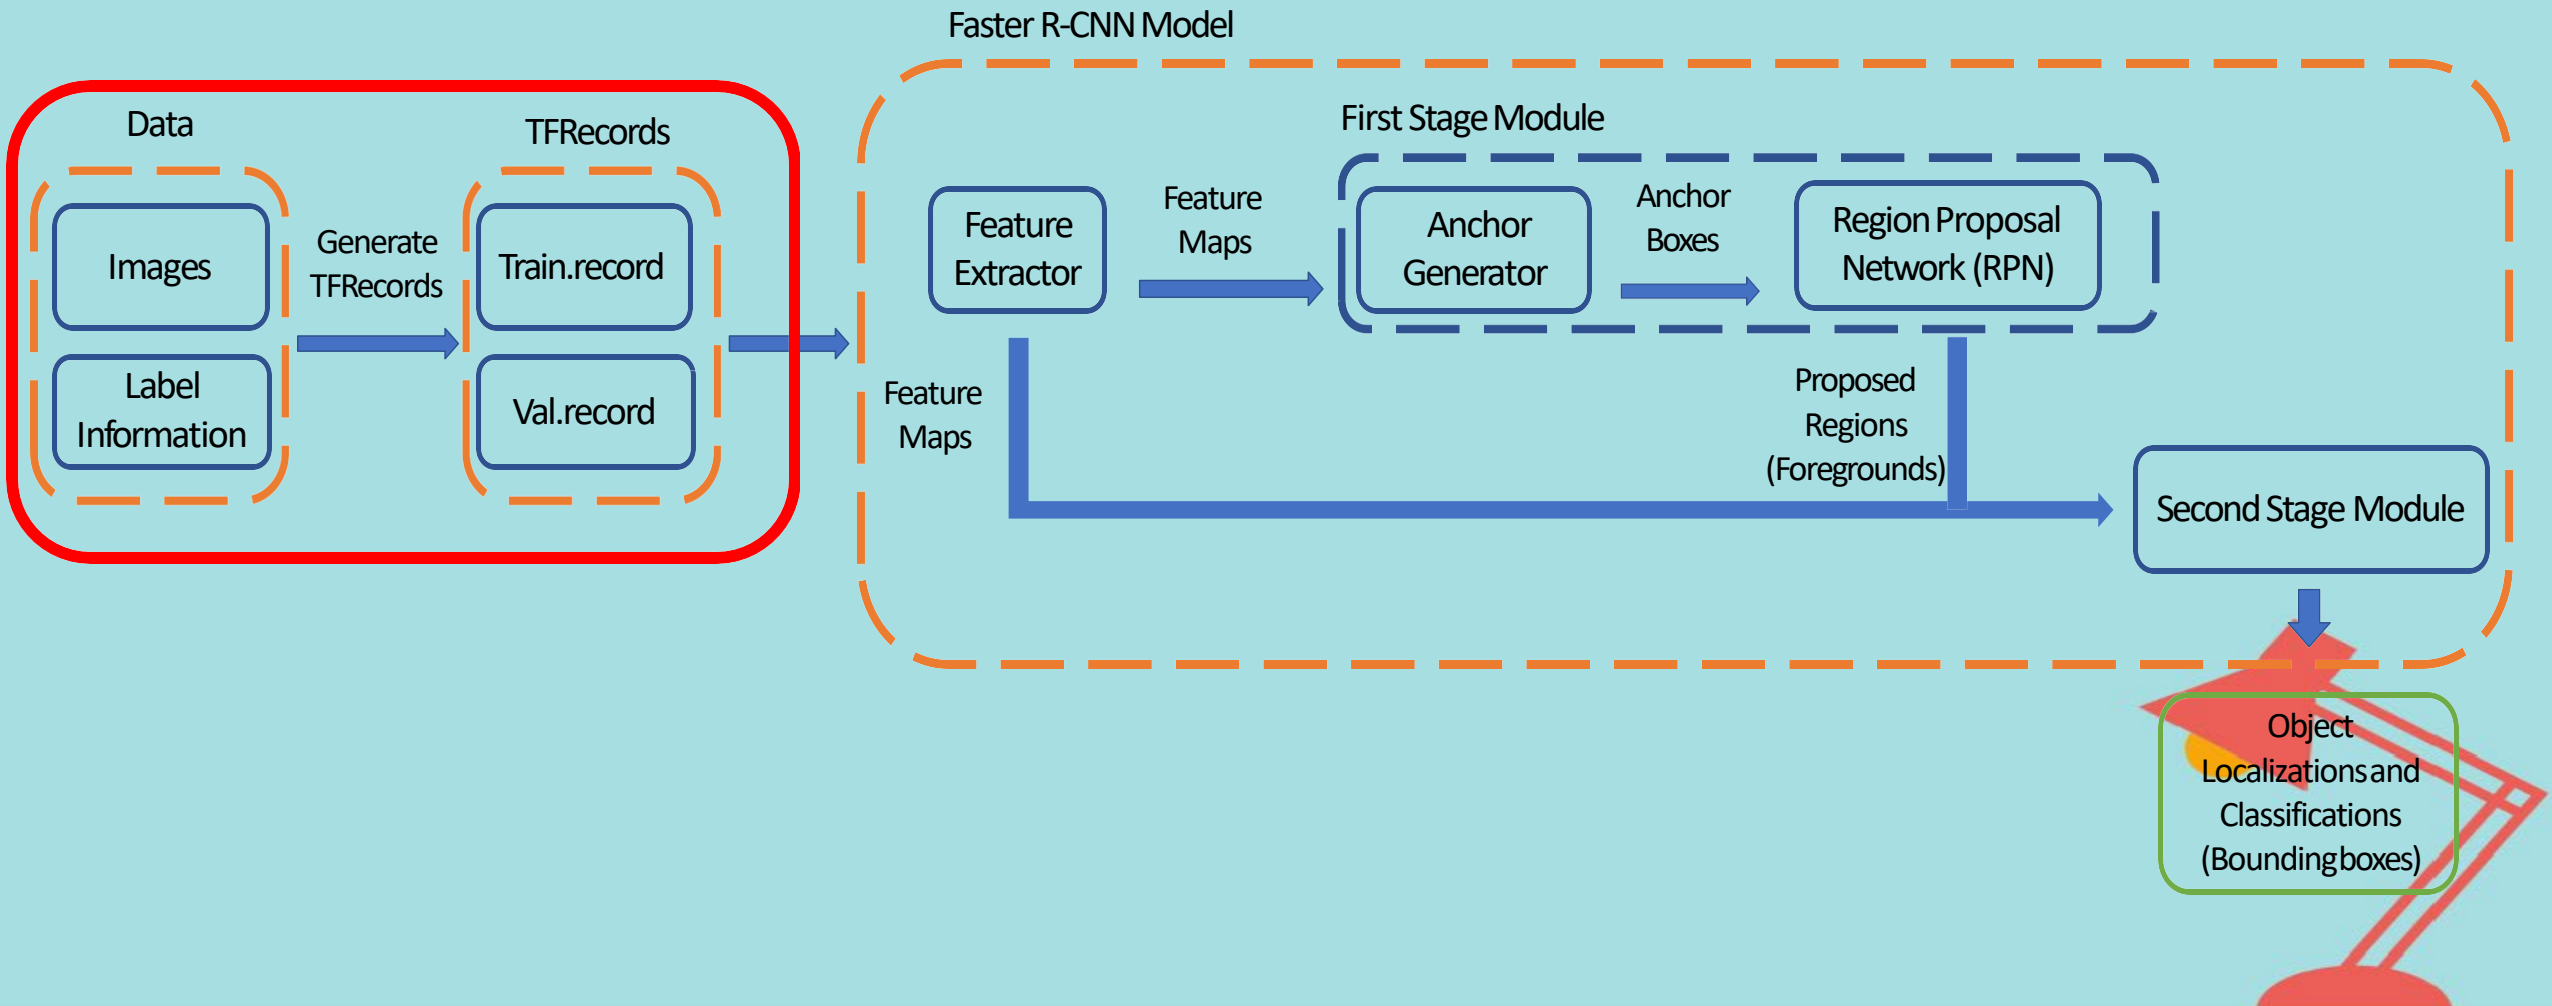 Faster R-CNN Model
Data
TFRecords
Images
Label
Information
Generate
TFRecords
Train.record
Val.record
First Stage Module
Feature
Extractor
Feature
Maps
Anchor
Generator
Anchor
Boxes
Region Proposal
Network (RPN)
Feature
Maps
Proposed
Regions
(Foregrounds)
Second Stage Module
Object
Localizations and
Classifications
(Bounding boxes)